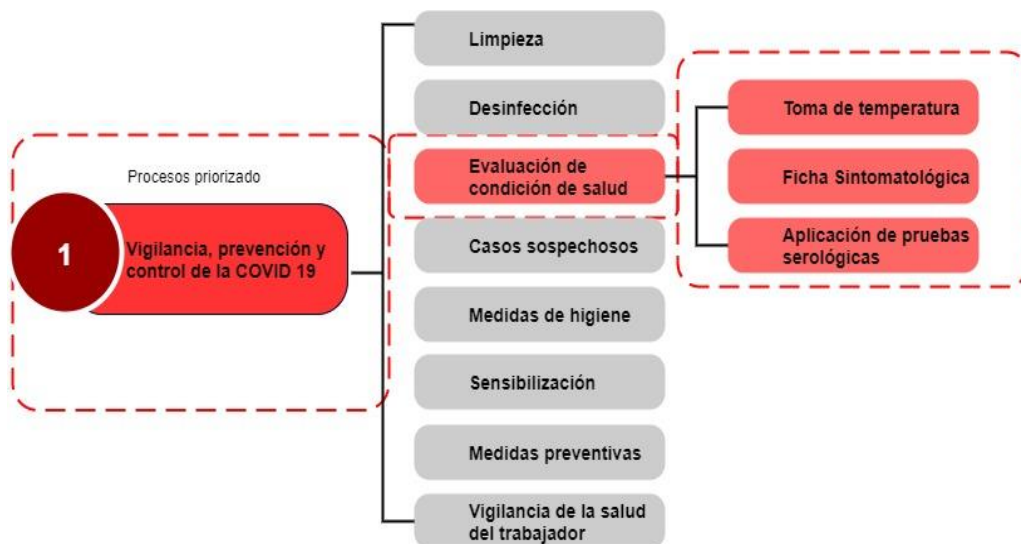 Procesos priorizado
1
Vigilancia, prevención y
control de la COVID 19
Limpieza
Desinfección
Evaluación de
condición de salud
Casos sospechosos
Medidas de higiene
Sensibilización
Medidas preventivas
Vigilancia de la salud
del trabajador
Toma de temperatura
Ficha Sintomatológica
Aplicación de pruebas
serológicas